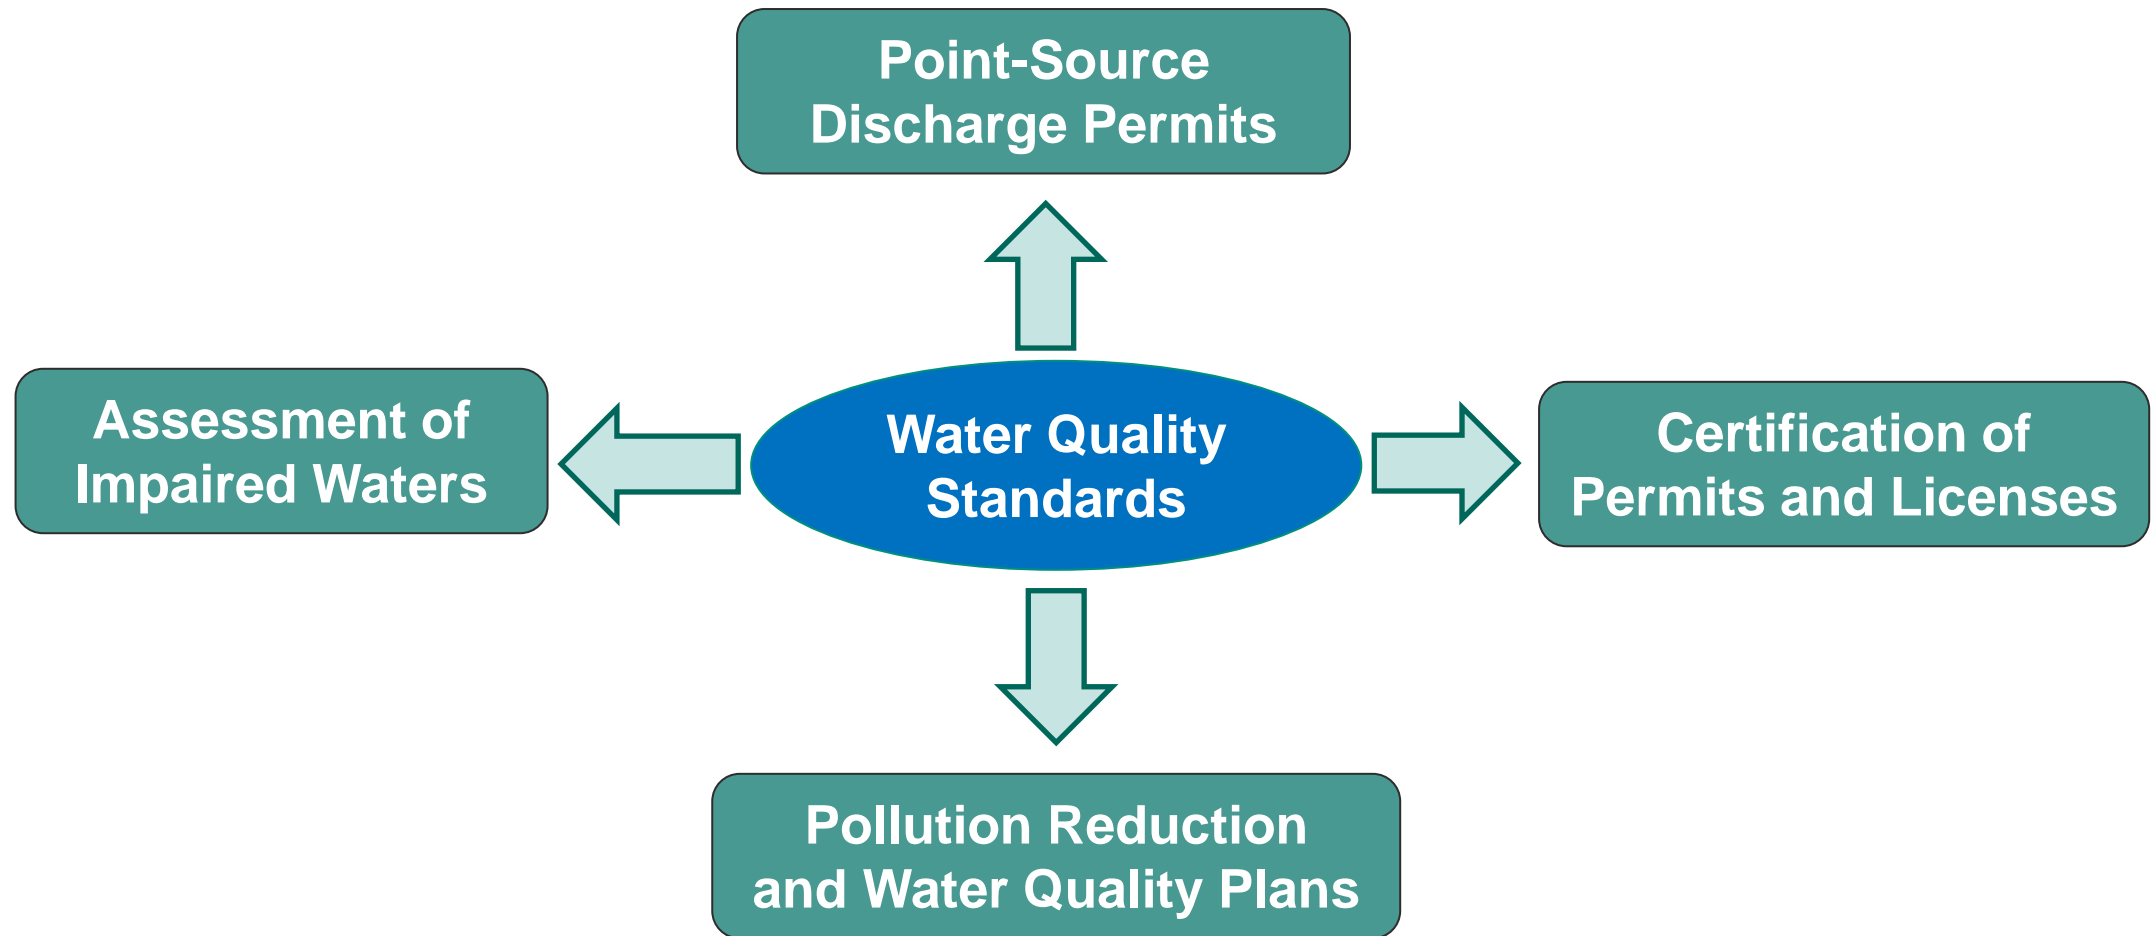 Point-Source
Discharge Permits
Assessment of
Impaired Waters
Water Quality
Standards
Certification of
Permits and Licenses
Pollution Reduction
and Water Quality Plans